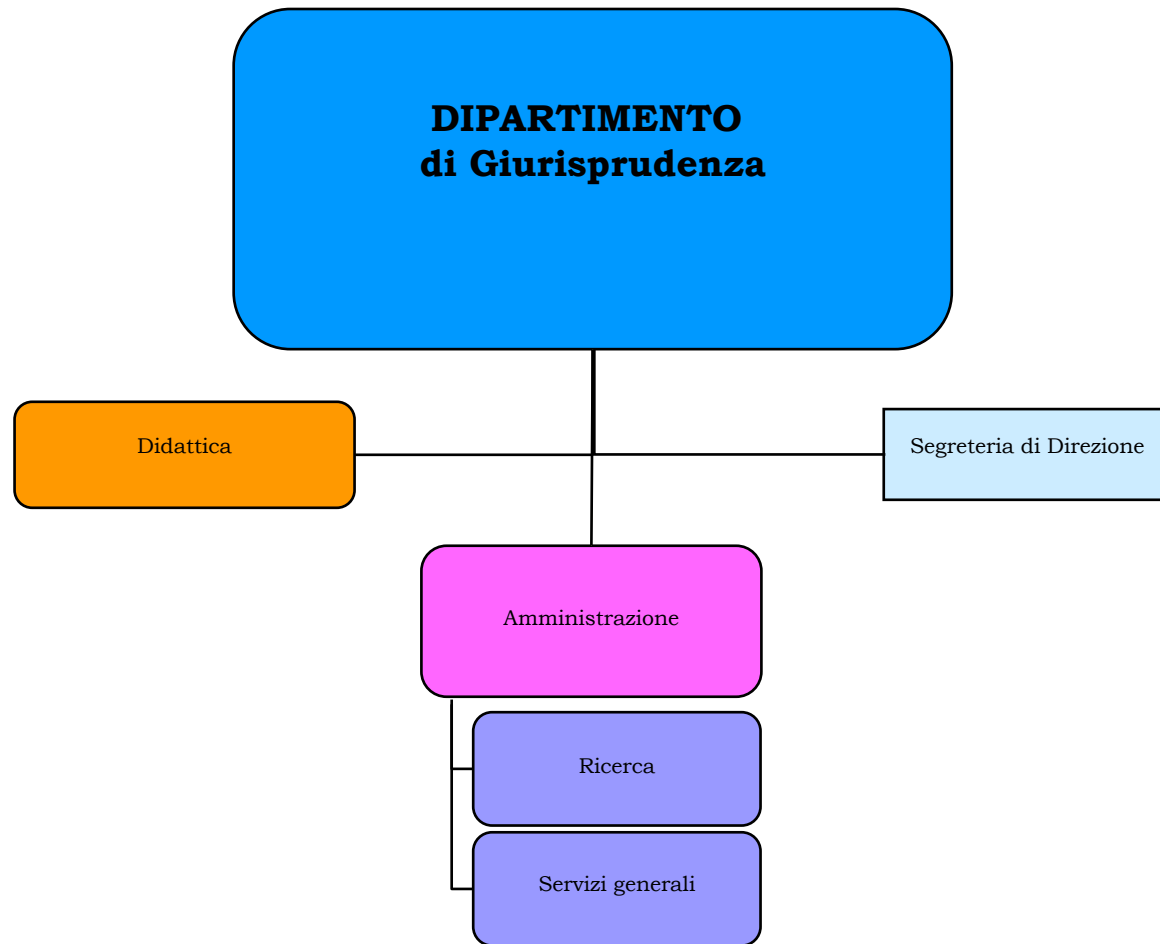 DIPARTIMENTO
di Giurisprudenza
Didattica
Segreteria di Direzione
Amministrazione
Ricerca
Servizi generali